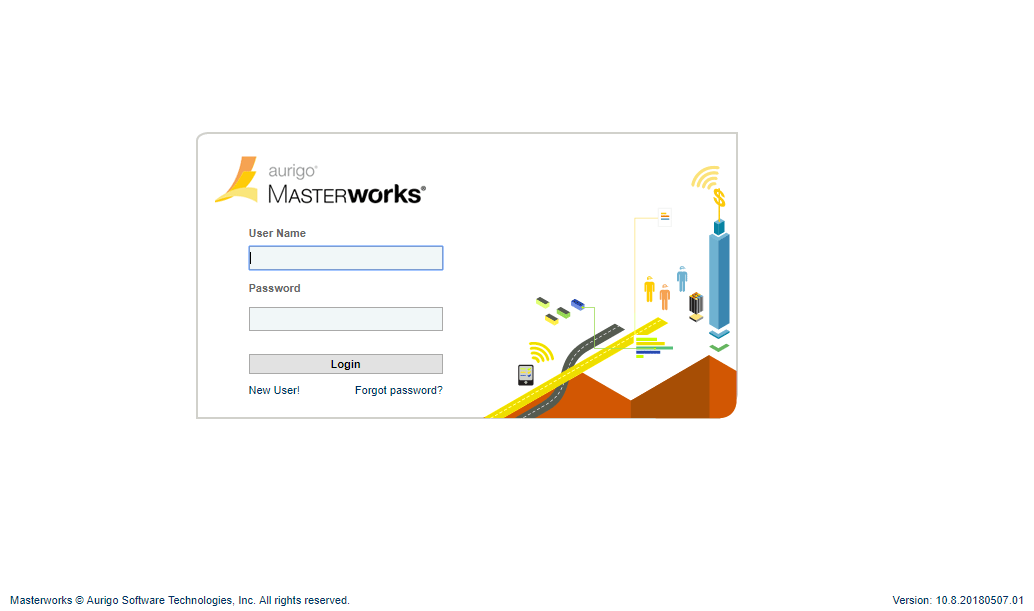 aurigo®
MASTERWORKS®
User Name
Password
Login
New User! Forgot password?
$
Masterworks © Aurigo Software Technologies, Inc. All rights reserved. Version: 10.8.20180507.01